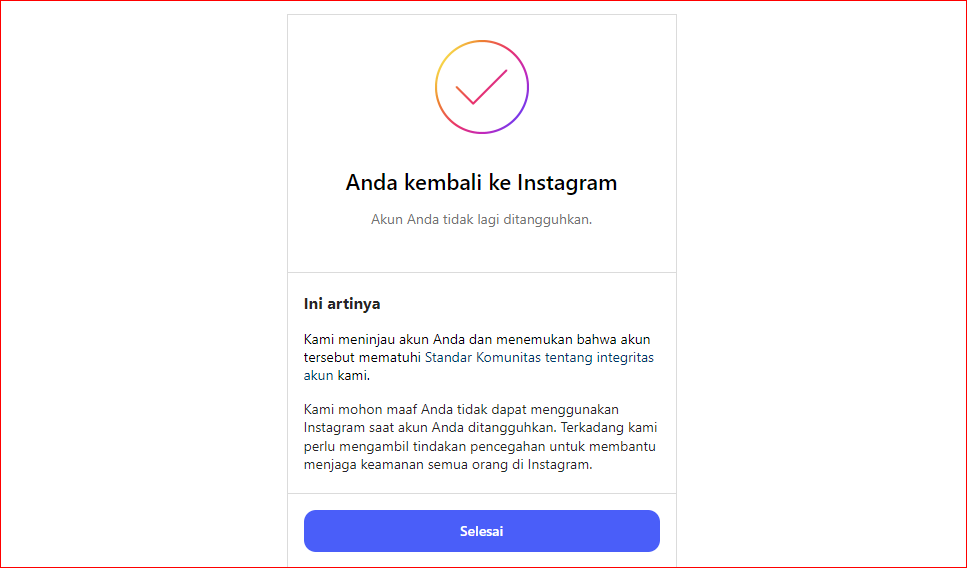 Anda kembali ke Instagram
Akun Anda tidak lagi ditangguhkan.
Ini artinya
Kami meninjau akun Anda dan menemukan bahwa akun
tersebut mematuhi Standar Komunitas tentang integritas
akun kami.
Kami mohon maaf Anda tidak dapat menggunakan
Instagram saat akun Anda ditangguhkan. Terkadang kami
perlu mengambil tindakan pencegahan untuk membantu
menjaga keamanan semua orang di Instagram.
Selesai